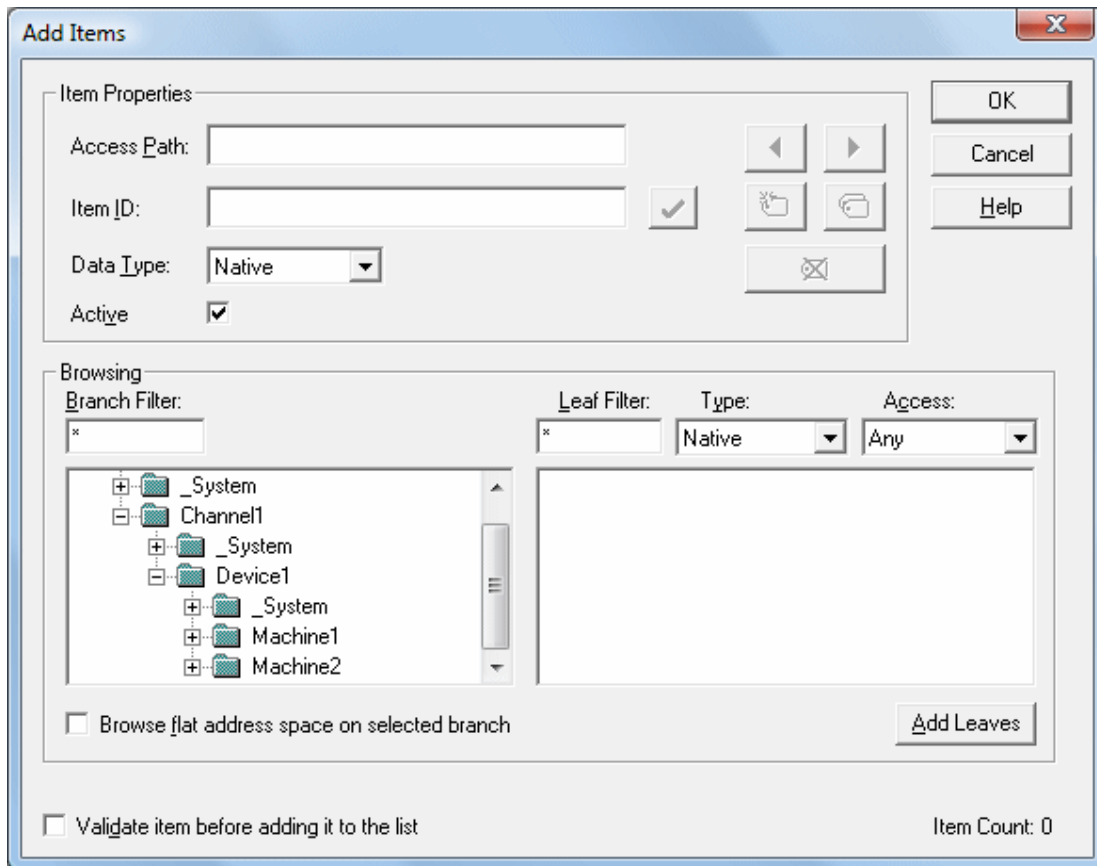 Add Items
Item Properties
OK
Access Path:
Cancel
Item ID:
Help
Data Type: Native
Active
Browsing
Branch Filter: Leaf Filter: Type: Access:
* * Native Any
_System
Channel1
_System
Device1
_System
Machine1
Machine2
Browse flat address space on selected branch Add Leaves
Validate item before adding it to the list Item Count: 0